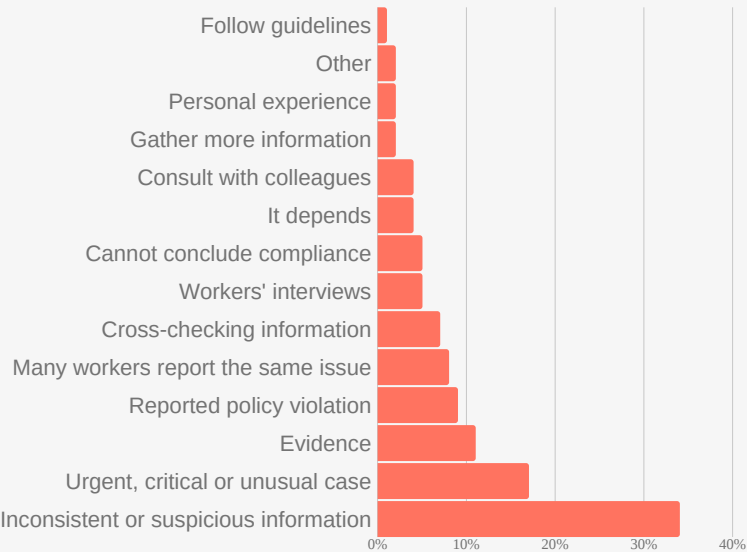 Follow guidelines
Other
Personal experience
Gather more information
Consult with colleagues
It depends
Cannot conclude compliance
Workers' interviews
Cross-checking information
Many workers report the same issue
Reported policy violation
Evidence
Urgent, critical or unusual case
Inconsistent or suspicious information
0% 10% 20% 30% 40%